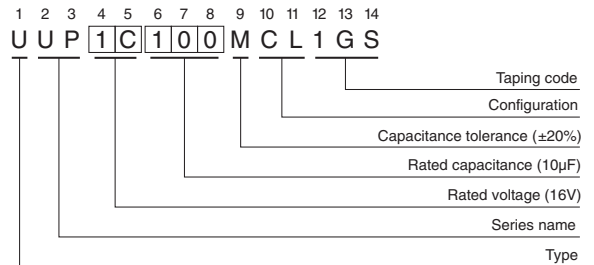 1 2 3 4 5 6 7 8 9 10 11 12 13 14
U U P 1 C 1 0 0 M C L 1 G S
Taping code
Configuration
Capacitance tolerance (±20%)
Rated capacitance (10µF)
Rated voltage (16V)
Series name
Type